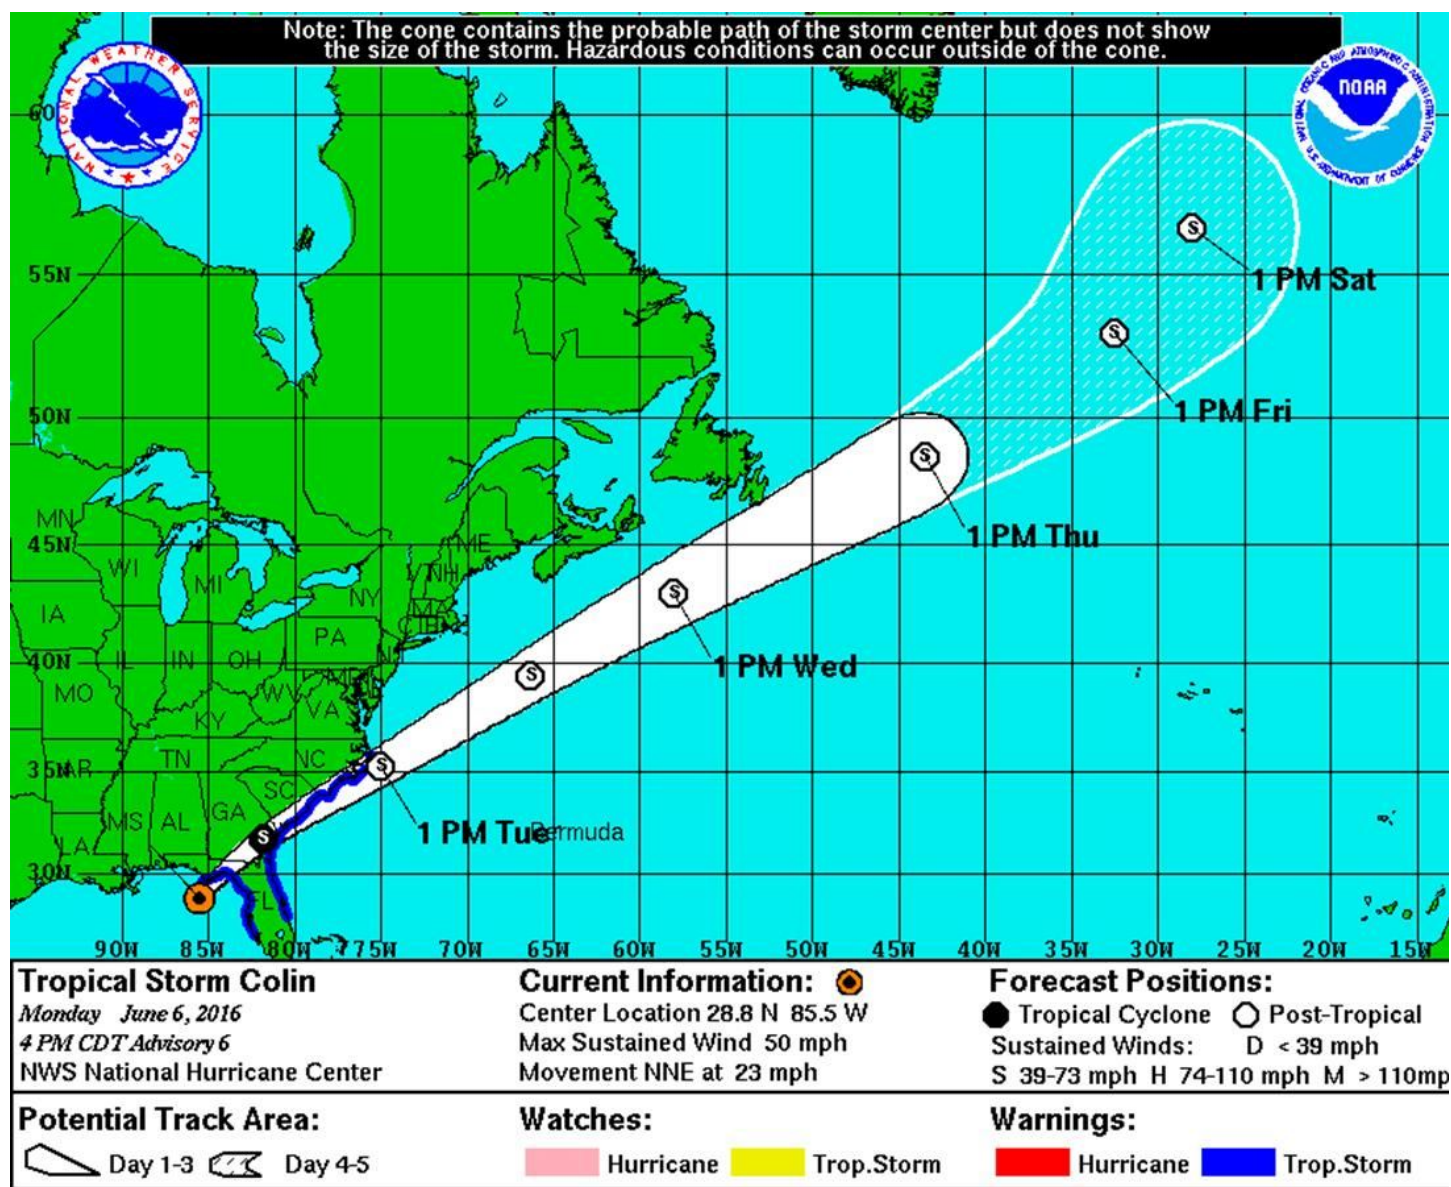 Note: The cone contains the probable path of the storm center but does not show
the size of the storm. Hazardous conditions can occur outside of the cone.
NATIONAL WEATHER SERVICE
NOAA
60
55N
1 PM Sat
50N
1 PM Fri
1 PM Thu
MN
45N
ME
WI
MI
VT
NH
NY
IA
MA
CT
PA
40N
IL
IN
OH
1 PM Wed
MO
WV
VA
KY
TN
NC
35N
AR
SC
MS
AL
GA
1 PM Tue
Bermuda
LA
30N
FL
90W 85W 80W 75W 70W 65W 60W 55W 50W 45W 40W 35W 30W 25W 20W 15W
Tropical Storm Colin
Monday June 6, 2016
4 PM CDT Advisory 6
NWS National Hurricane Center
Current Information:
Center Location 28.8 N 85.5 W
Max Sustained Wind 50 mph
Movement NNE at 23 mph
Forecast Positions:
Tropical Cyclone Post-Tropical
Sustained Winds: D < 39 mph
S 39-73 mph H 74-110 mph M > 110mp
Potential Track Area:
Day 1-3 Day 4-5
Watches:
Hurricane Trop.Storm
Warnings:
Hurricane Trop.Storm